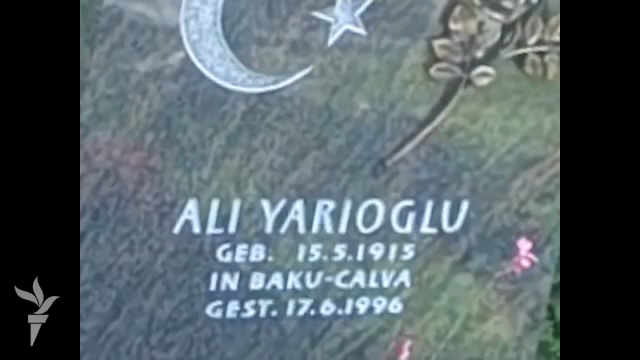 ALI YARIOGLU
GEB. 15.5.1915
IN BAKU-CALVA
GEST. 17.6.1996